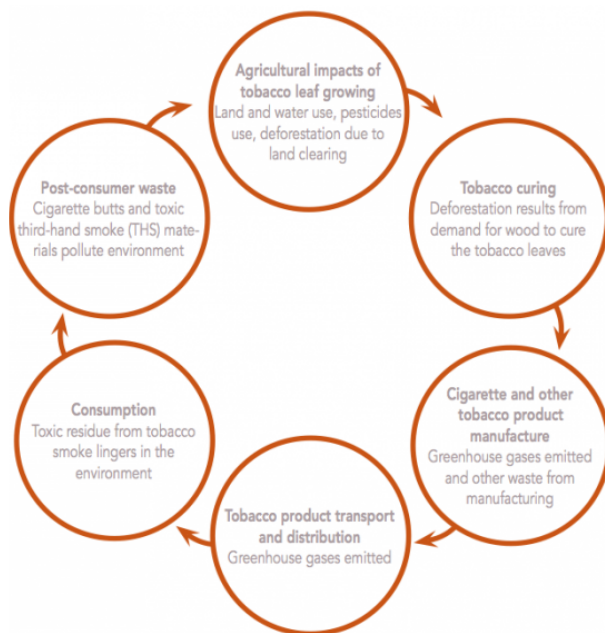 Agricultural impacts of
tobacco leaf growing
Land and water use, pesticides
use, deforestation due to
land clearing
Tobacco curing
Deforestation results from
demand for wood to cure
the tobacco leaves
Cigarette and other
tobacco product
manufacture
Greenhouse gases emitted
and other waste from
manufacturing
Tobacco product transport
and distribution
Greenhouse gases emitted
Consumption
Toxic residue from tobacco
smoke lingers in the
environment
Post-consumer waste
Cigarette butts and toxic
third-hand smoke (THS) mate-
rials pollute environment